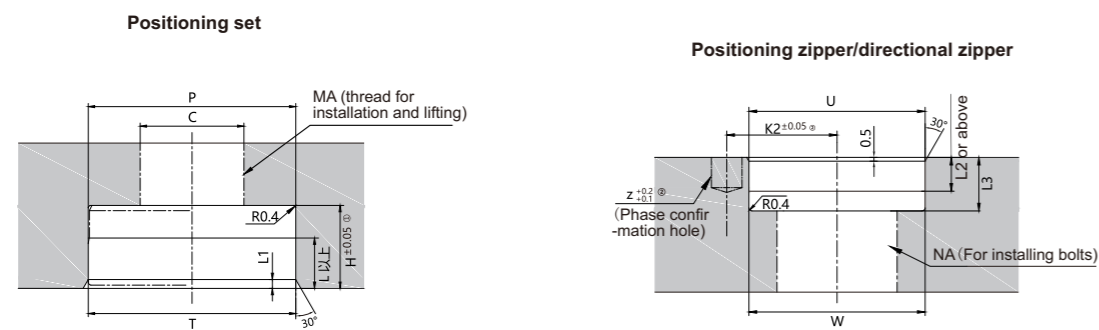 Positioning set
P
C
MA (thread for
installation and lifting)
R0.4
L1
L 以上
H±0.05 ①
T
30°
Positioning zipper/directional zipper
U
K2±0.05 ②
0.5
30°
L2 or above
L3
z +0.2 ②
+0.1
(Phase confir
-mation hole)
R0.4
NA(For installing bolts)
W